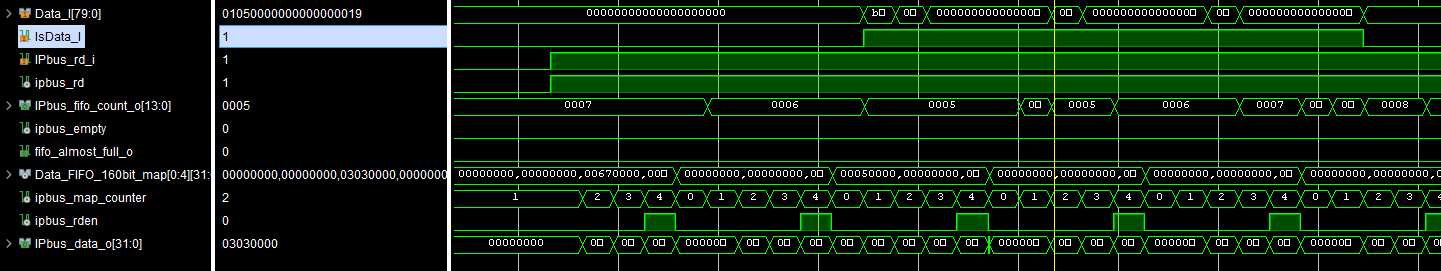 Data_I[79:0] 01050000000000000019 00000000000000000000 b 0 0000000000000000 0 000000000000000 0 0000000000000000
IsData_I 1
IPbus_rd_i 1
ipbus_rd 1
IPbus_fifo_count_o[13:0] 0005 0007 0006 0005 00 0005 0006 0007 00 00 0008
ipbus_empty 0
fifo_almost_full_o 0
Data_FIFO_160bit_map[0:4][31: 00000000,00000000,03030000,0000000 00000000,00000000,00670000,00 00000000,00000000,00 00050000,00000000,00 00000000,00000000,00 00000000,00000000,00 00000000,00000000,
ipbus_map_counter 2 1 2 3 4 0 1 2 3 4 0 1 2 3 4 0 1 2 3 4 0 1 2 3 4 0 1 2 3 4
ipbus_rden 0
IPbus_data_o[31:0] 03030000 00000000 00 00 00 000000 00 00 00 000000 00 00 00 000000 00 00 00 000000 00 00 00 000000 00 00